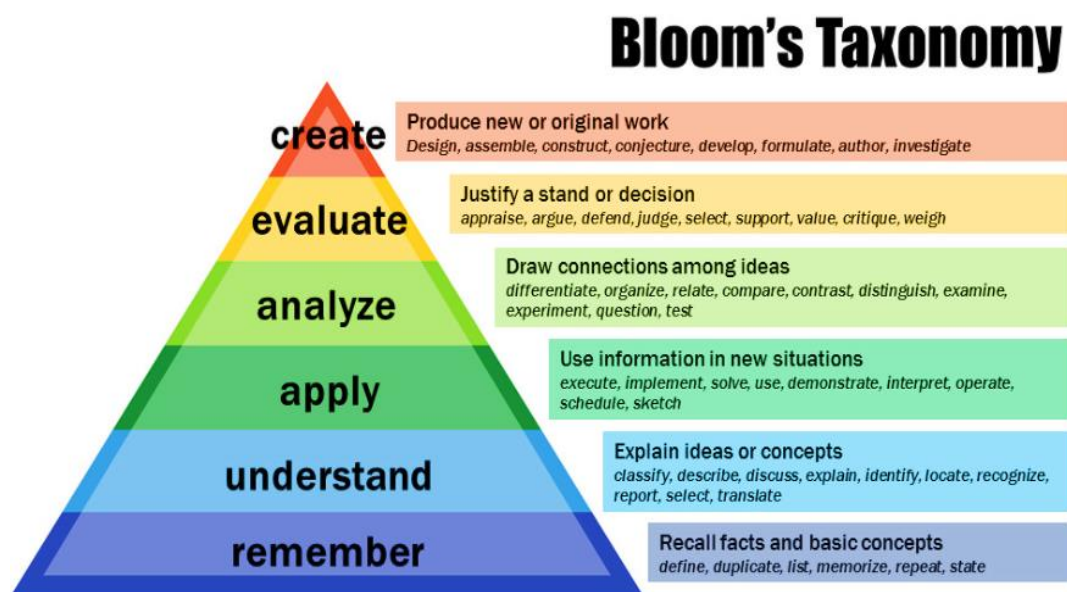 Bloom's Taxonomy
create
Produce new or original work
Design, assemble, construct, conjecture, develop, formulate, author, investigate
evaluate
Justify a stand or decision
appraise, argue, defend, judge, select, support, value, critique, weigh
analyze
Draw connections among ideas
differentiate, organize, relate, compare, contrast, distinguish, examine,
experiment, question, test
apply
Use information in new situations
execute, implement, solve, use, demonstrate, interpret, operate,
schedule, sketch
understand
Explain ideas or concepts
classify, describe, discuss, explain, identify, locate, recognize,
report, select, translate
remember
Recall facts and basic concepts
define, duplicate, list, memorize, repeat, state